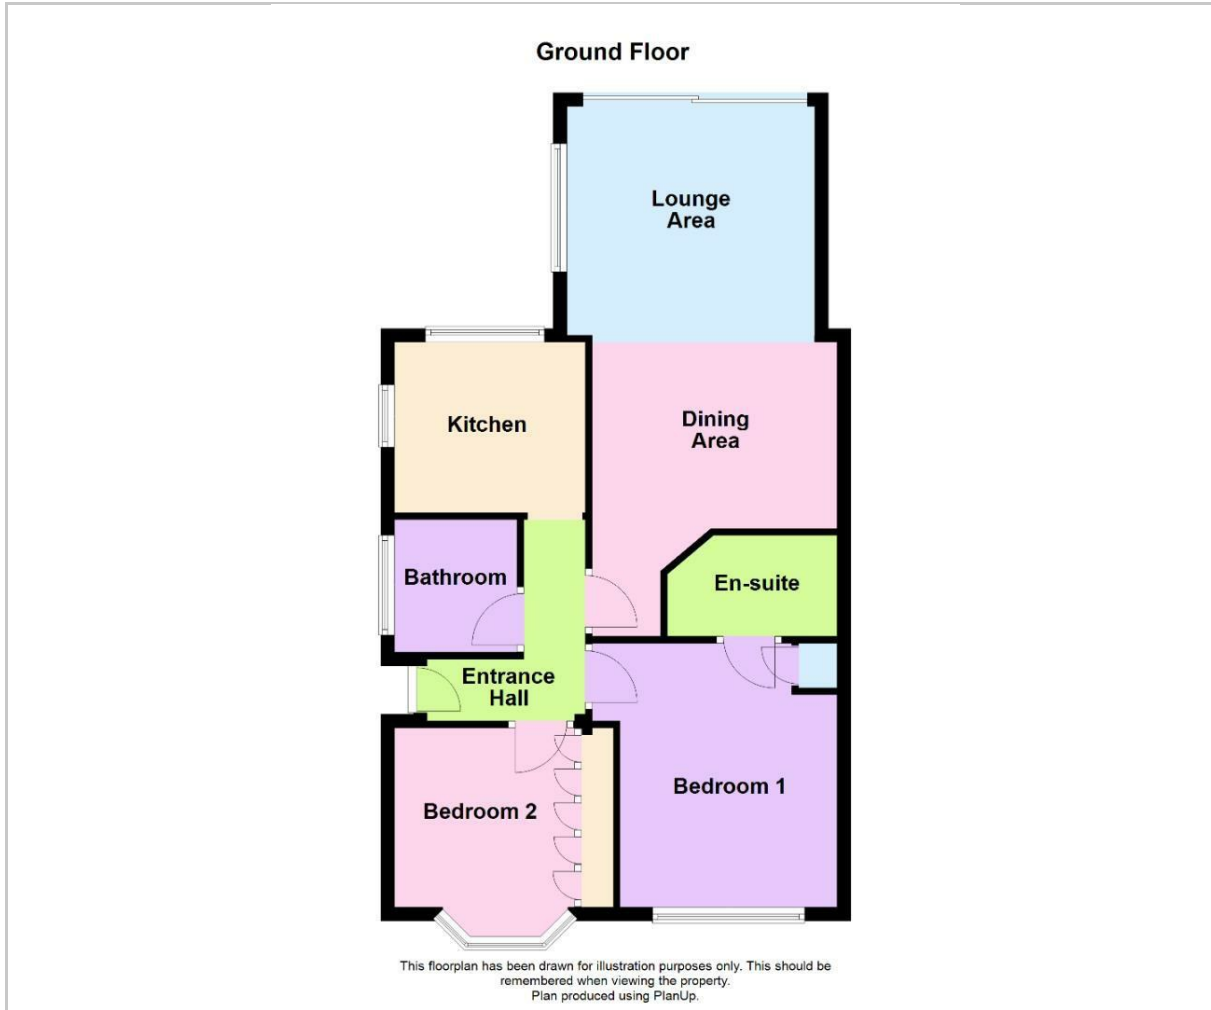 Ground Floor
Lounge
Area
Kitchen
Dining
Area
Bathroom
En-suite
Entrance
Hall
Bedroom 1
Bedroom 2
This floorplan has been drawn for illustration purposes only. This should be
remembered when viewing the property.
Plan produced using PlanUp.